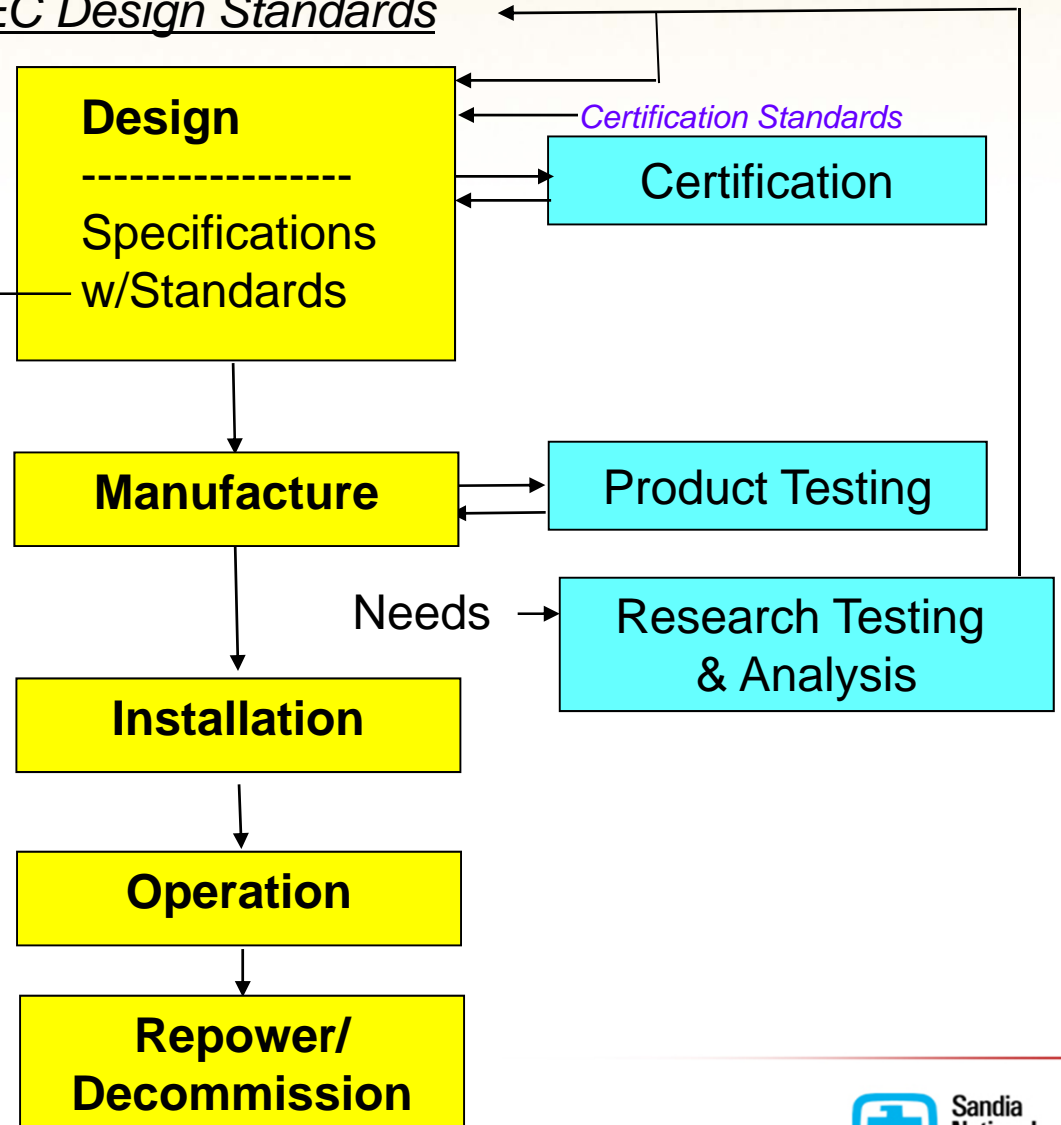 EC Design Standards
Design
Certification Standards
-----------------
Certification
Specifications
w/Standards
Manufacture
Product Testing
Needs
Research Testing
& Analysis
Installation
Operation
Repower/
Decommission
Sandia